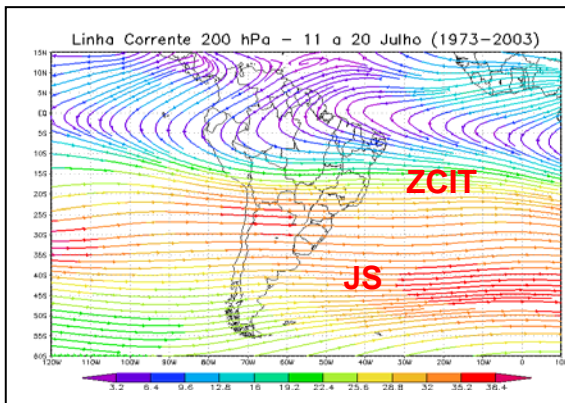 Linha Corrente 200 hPa - 11 a 20 Julho (1973-2003)
15N
10N
5N
EQ
5S
10S
15S
20S
25S
30S
35S
40S
45S
50S
55S
60S
ZCIT
JS
120W 110W 100W 90W 80W 70W 60W 50W 40W 30W 20W 10W 0 10E
3.2 6.4 9.6 12.8 16 19.2 22.4 25.6 28.8 32 35.2 38.4